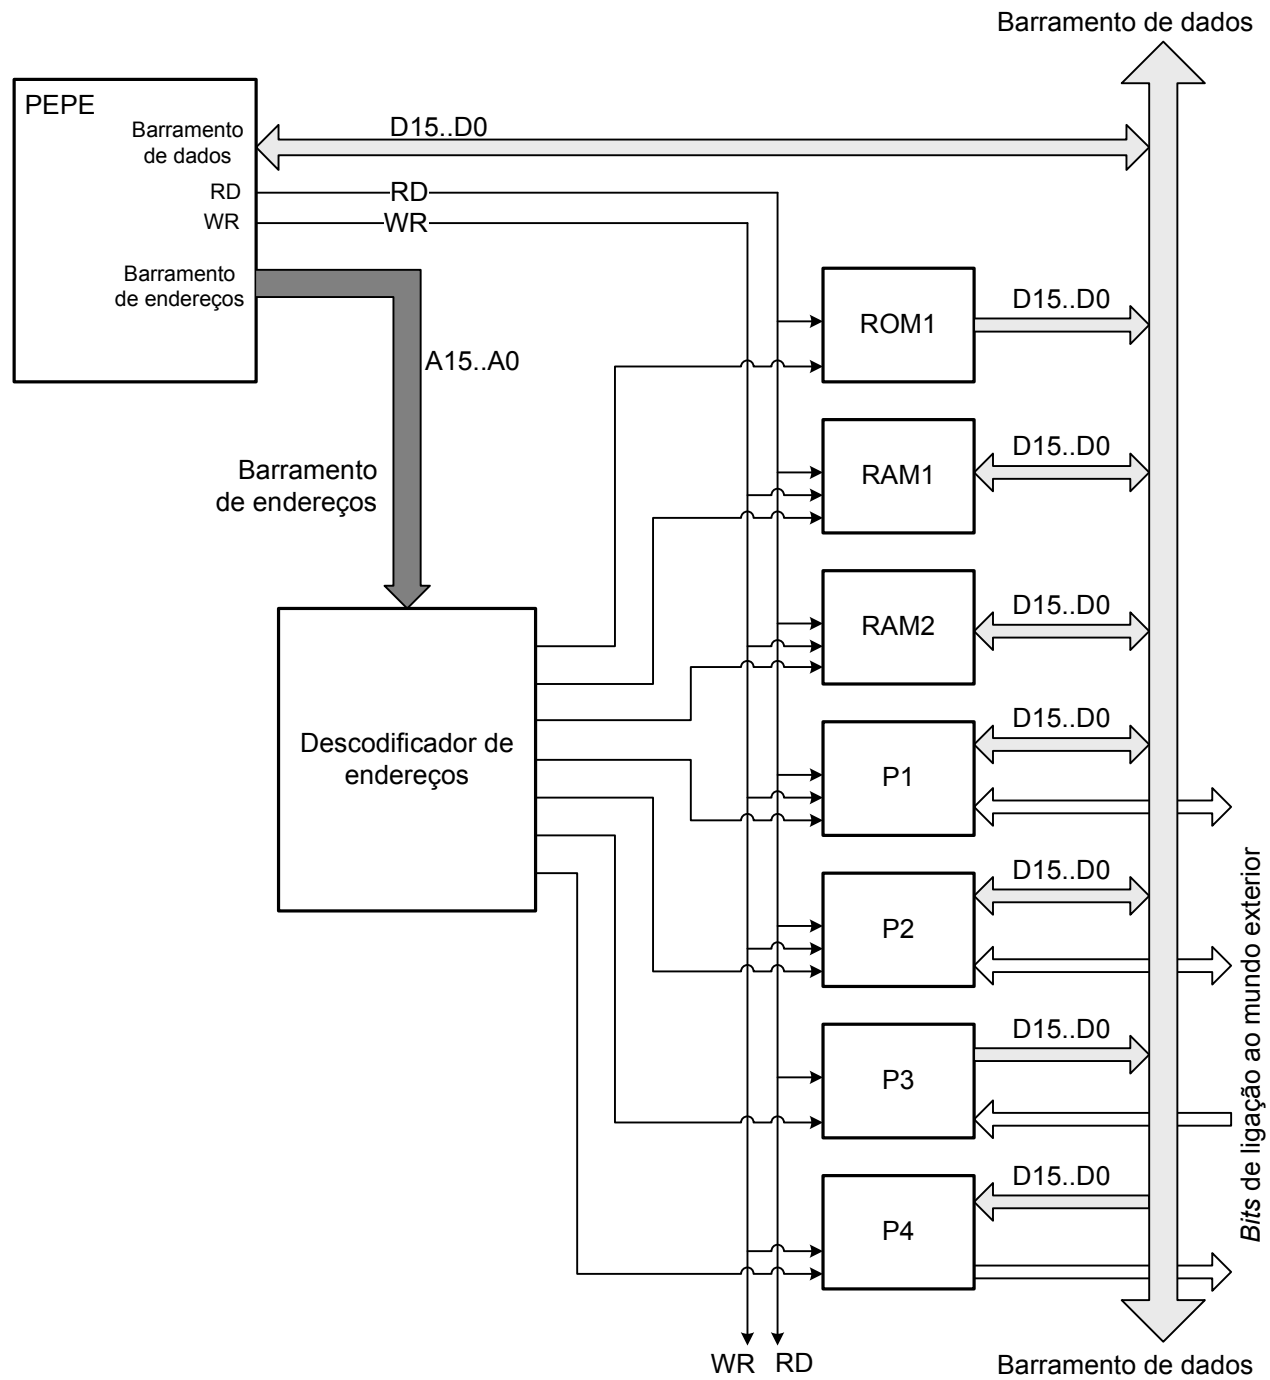 Barramento de dados
PEPE
Barramento
de dados
D15..D0
RD
RD
WR
WR
Barramento
de endereços
A15..A0
Barramento
de endereços
ROM1
D15..D0
RAM1
D15..D0
RAM2
D15..D0
Descodificador de
endereços
P1
D15..D0
P2
D15..D0
P3
D15..D0
P4
D15..D0
Bits de ligação ao mundo exterior
WR
RD
Barramento de dados